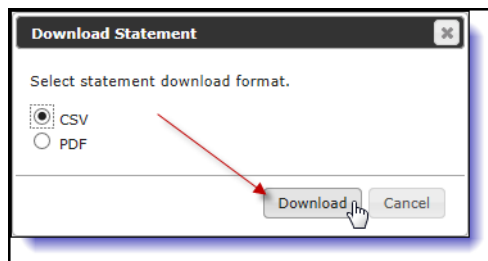 Download Statement
Select statement download format.
CSV
PDF
Download Cancel